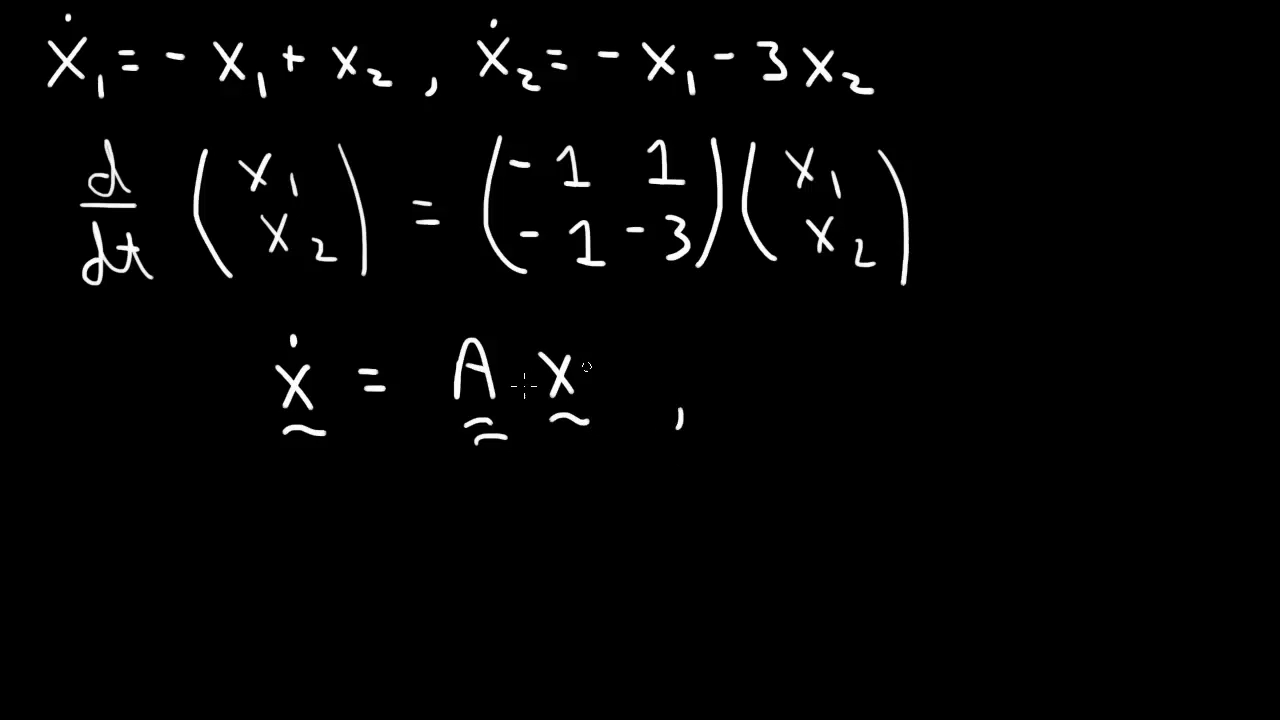 ẋ₁ = - x₁ + x₂ , ẋ₂ = - x₁ - 3x₂
d/dt (x₁ x₂) = (-1 1 -1 -3)(x₁ x₂)
ẋ = A x ,